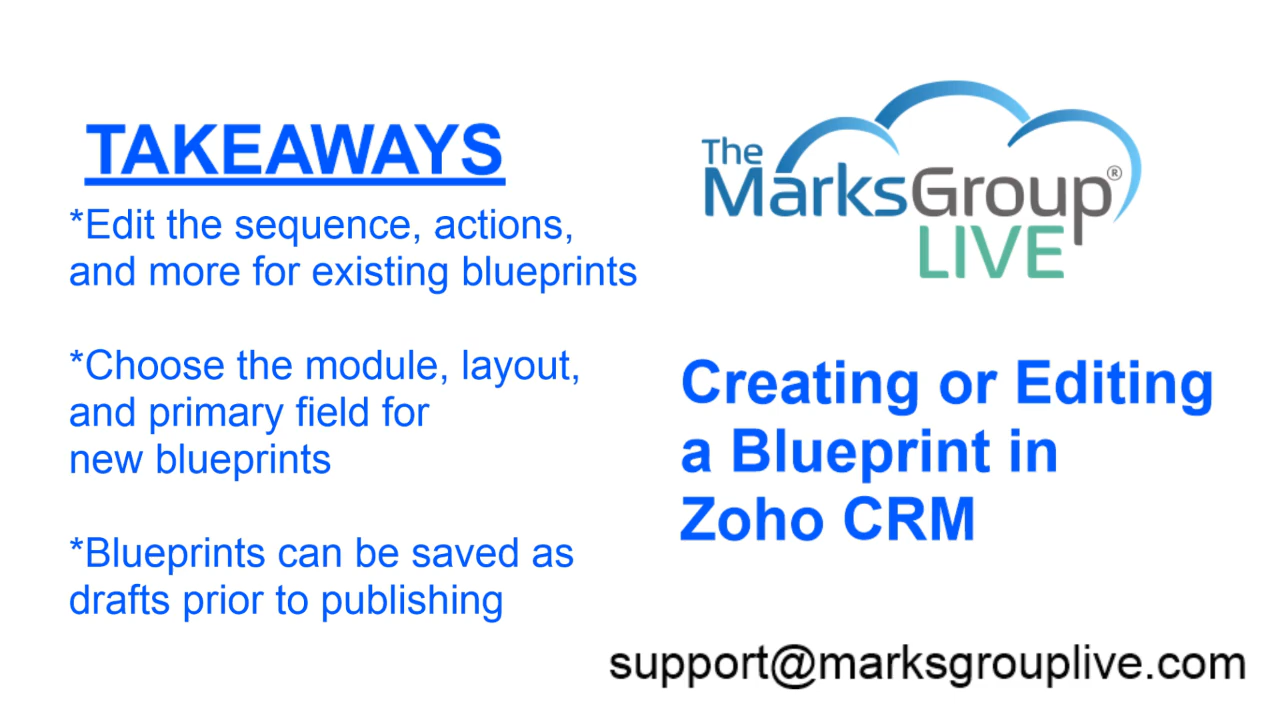 TAKEAWAYS
*Edit the sequence, actions,
and more for existing blueprints
*Choose the module, layout,
and primary field for
new blueprints
*Blueprints can be saved as
drafts prior to publishing
The
MarksGroup®
LIVE
Creating or Editing
a Blueprint in
Zoho CRM
support@marksgrouplive.com